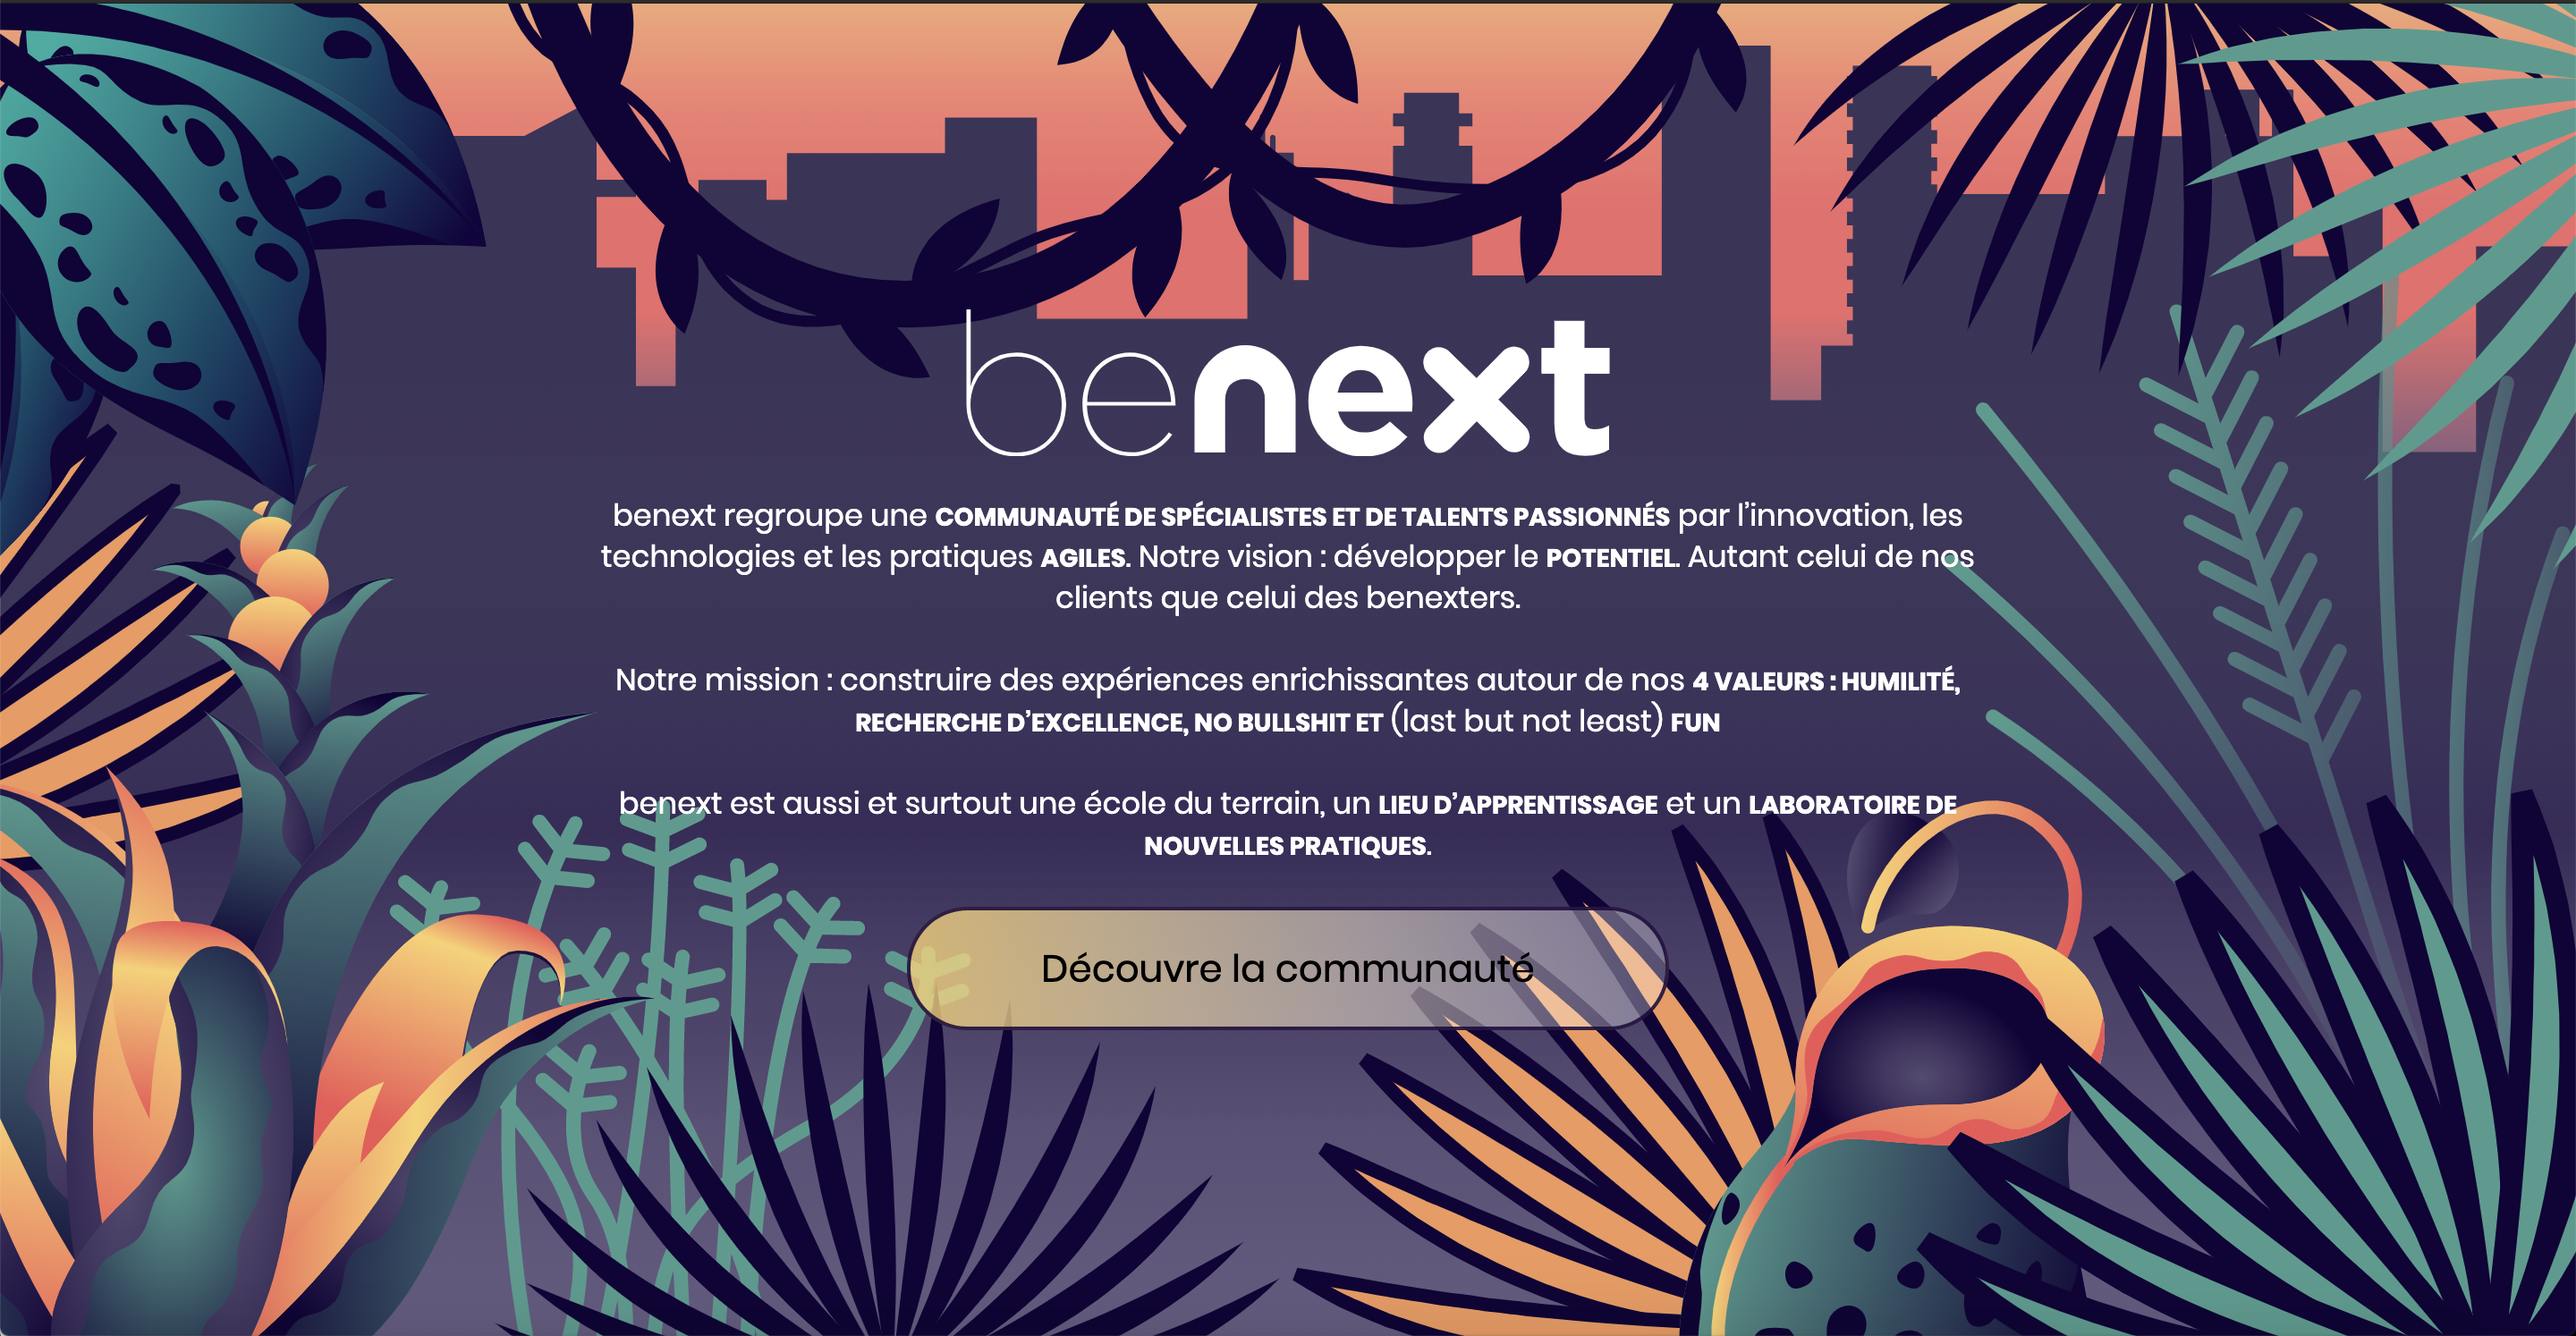 benext
benext regroupe une COMMUNAUTÉ DE SPÉCIALISTES ET DE TALENTS PASSIONNÉS par l’innovation, les
technologies et les pratiques AGILES. Notre vision : développer le POTENTIEL. Autant celui de nos
clients que celui des benexters.
Notre mission : construire des expériences enrichissantes autour de nos 4 VALEURS : HUMILITÉ,
RECHERCHE D’EXCELLENCE, NO BULLSHIT ET (last but not least) FUN
benext est aussi et surtout une école du terrain, un LIEU D’APPRENTISSAGE et un LABORATOIRE DE
NOUVELLES PRATIQUES.
Découvre la communauté